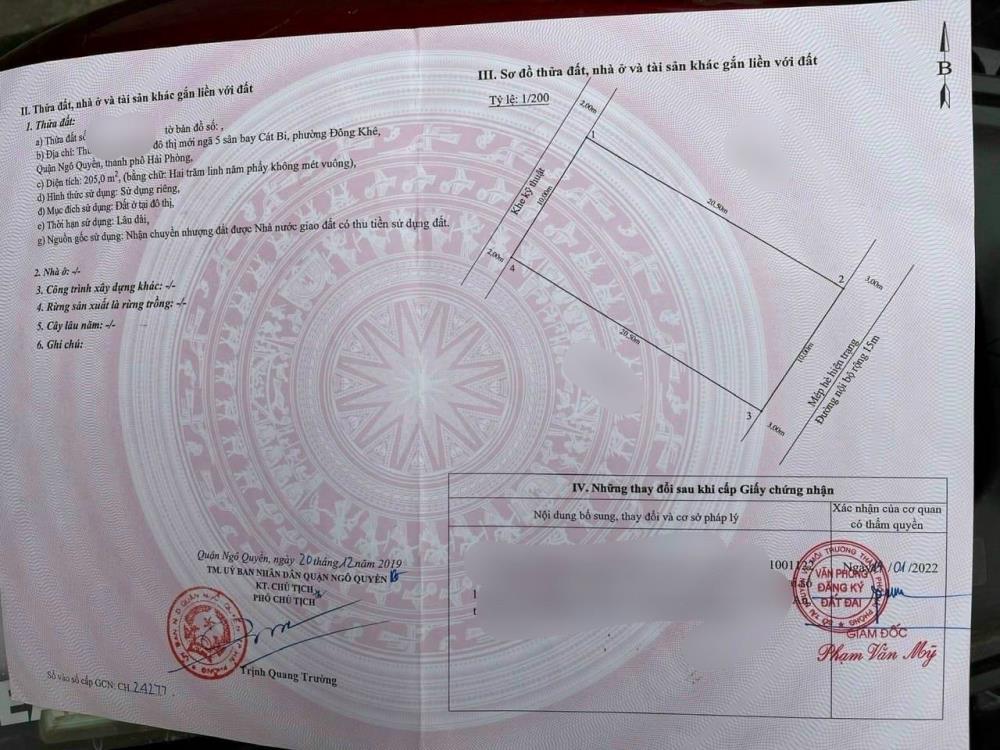 II. Thửa đất, nhà ở và tài sản khác gắn liền với đất
1. Thửa đất:
a) Thửa đất số tờ bản đồ số: ,
b) Địa chỉ: đô thị mới ngã 5 sân bay Cát Bi, phường Đông Khê,
Quận Ngô Quyền, thành phố Hải Phòng,
c) Diện tích: 205,0 m², (bằng chữ: Hai trăm linh năm phẩy không mét vuông),
d) Hình thức sử dụng: Sử dụng riêng,
đ) Mục đích sử dụng: Đất ở tại đô thị,
e) Thời hạn sử dụng: Lâu dài,
g) Nguồn gốc sử dụng: Nhận chuyển nhượng đất được Nhà nước giao đất có thu tiền sử dụng đất.
2. Nhà ở: -/-
3. Công trình xây dựng khác: -/-
4. Rừng sản xuất là rừng trồng: -/-
5. Cây lâu năm: -/-
6. Ghi chú:
Quận Ngô Quyền, ngày 20 tháng 12 năm 2019
TM. UỶ BAN NHÂN DÂN QUẬN NGÔ QUYỀN
KT. CHỦ TỊCH
PHÓ CHỦ TỊCH
Trịnh Quang Trường
Số vào sổ cấp GCN: CH 24277.
III. Sơ đồ thửa đất, nhà ở và tài sản khác gắn liền với đất
Tỷ lệ: 1/200
B
2,00m
1
Khe kỹ thuật
10,00m
20,50m
2,00m
4
2
3,00m
20,50m
10,00m
Mép hè hiện trạng
Đường nội bộ rộng 15m
3
3,00m
IV. Những thay đổi sau khi cấp Giấy chứng nhận
Nội dung bổ sung, thay đổi và cơ sở pháp lý
Xác nhận của cơ quan
có thẩm quyền
/01/2022
VĂN PHÒNG
ĐĂNG KÝ
ĐẤT ĐAI
GIÁM ĐỐC
Phạm Văn Mỹ